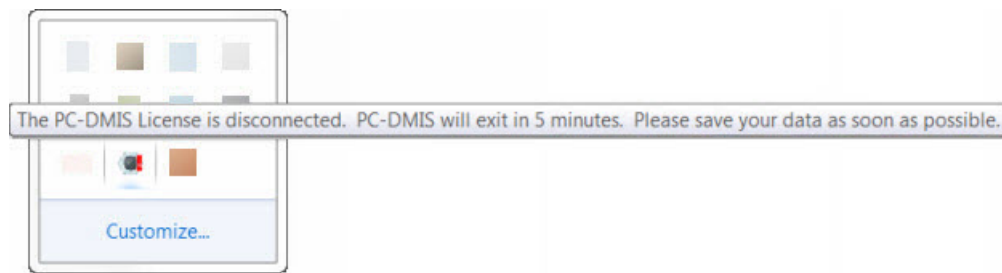 The PC-DMIS License is disconnected. PC-DMIS will exit in 5 minutes. Please save your data as soon as possible.
Customize...